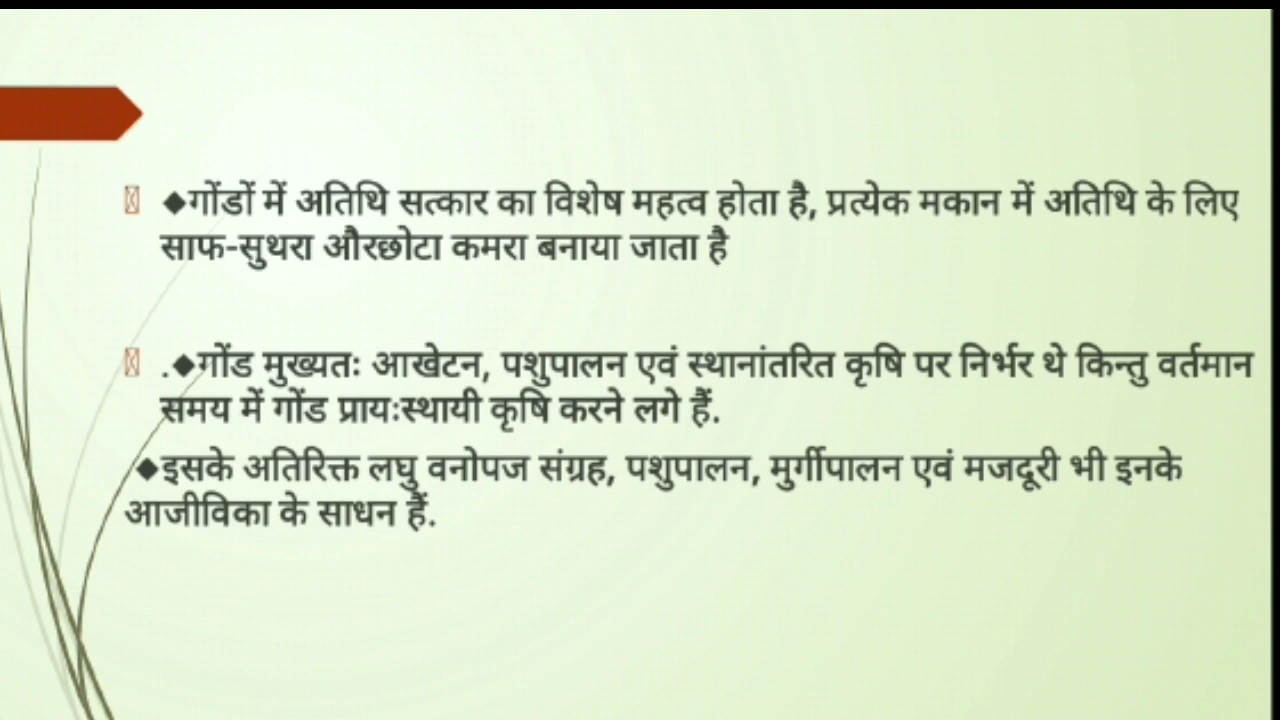 ◆गोंडों में अतिथि सत्कार का विशेष महत्व होता है, प्रत्येक मकान में अतिथि के लिए
साफ-सुथरा औरछोटा कमरा बनाया जाता है
.◆गोंड मुख्यतः आखेटन, पशुपालन एवं स्थानांतरित कृषि पर निर्भर थे किन्तु वर्तमान
समय में गोंड प्रायःस्थायी कृषि करने लगे हैं.
◆इसके अतिरिक्त लघु वनोपज संग्रह, पशुपालन, मुर्गीपालन एवं मजदूरी भी इनके
आजीविका के साधन हैं.